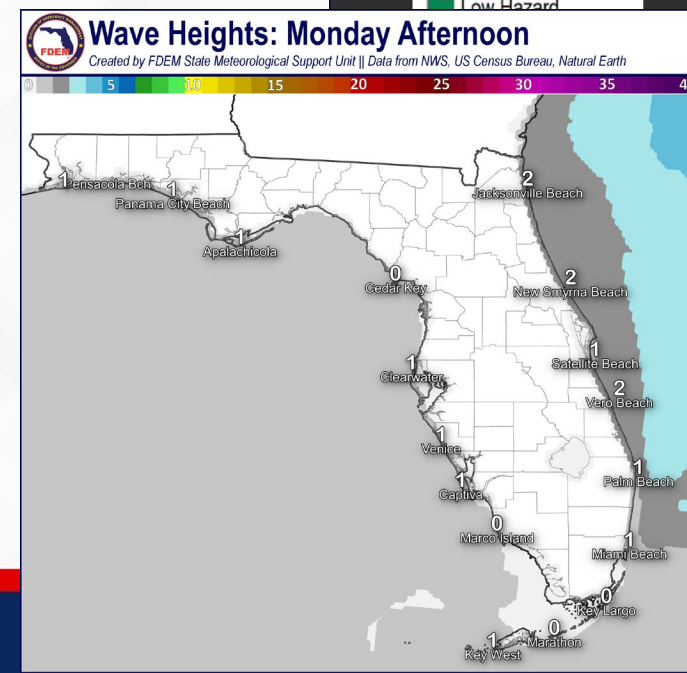 Low Hazard
FDEM
Wave Heights: Monday Afternoon
Created by FDEM State Meteorological Support Unit || Data from NWS, US Census Bureau, Natural Earth
0 5 10 15 20 25 30 35 4
1
Pensacola Bch.
1
Panama City Beach
1
Apalachicola
0
Cedar Key
2
Jacksonville Beach
2
New Smyrna Beach
1
Satellite Beach
2
Vero Beach
1
Clearwater
1
Venice
1
Captiva
1
Palm Beach
0
Marco Island
1
Miami Beach
0
Key Largo
0
Marathon
1
Key West